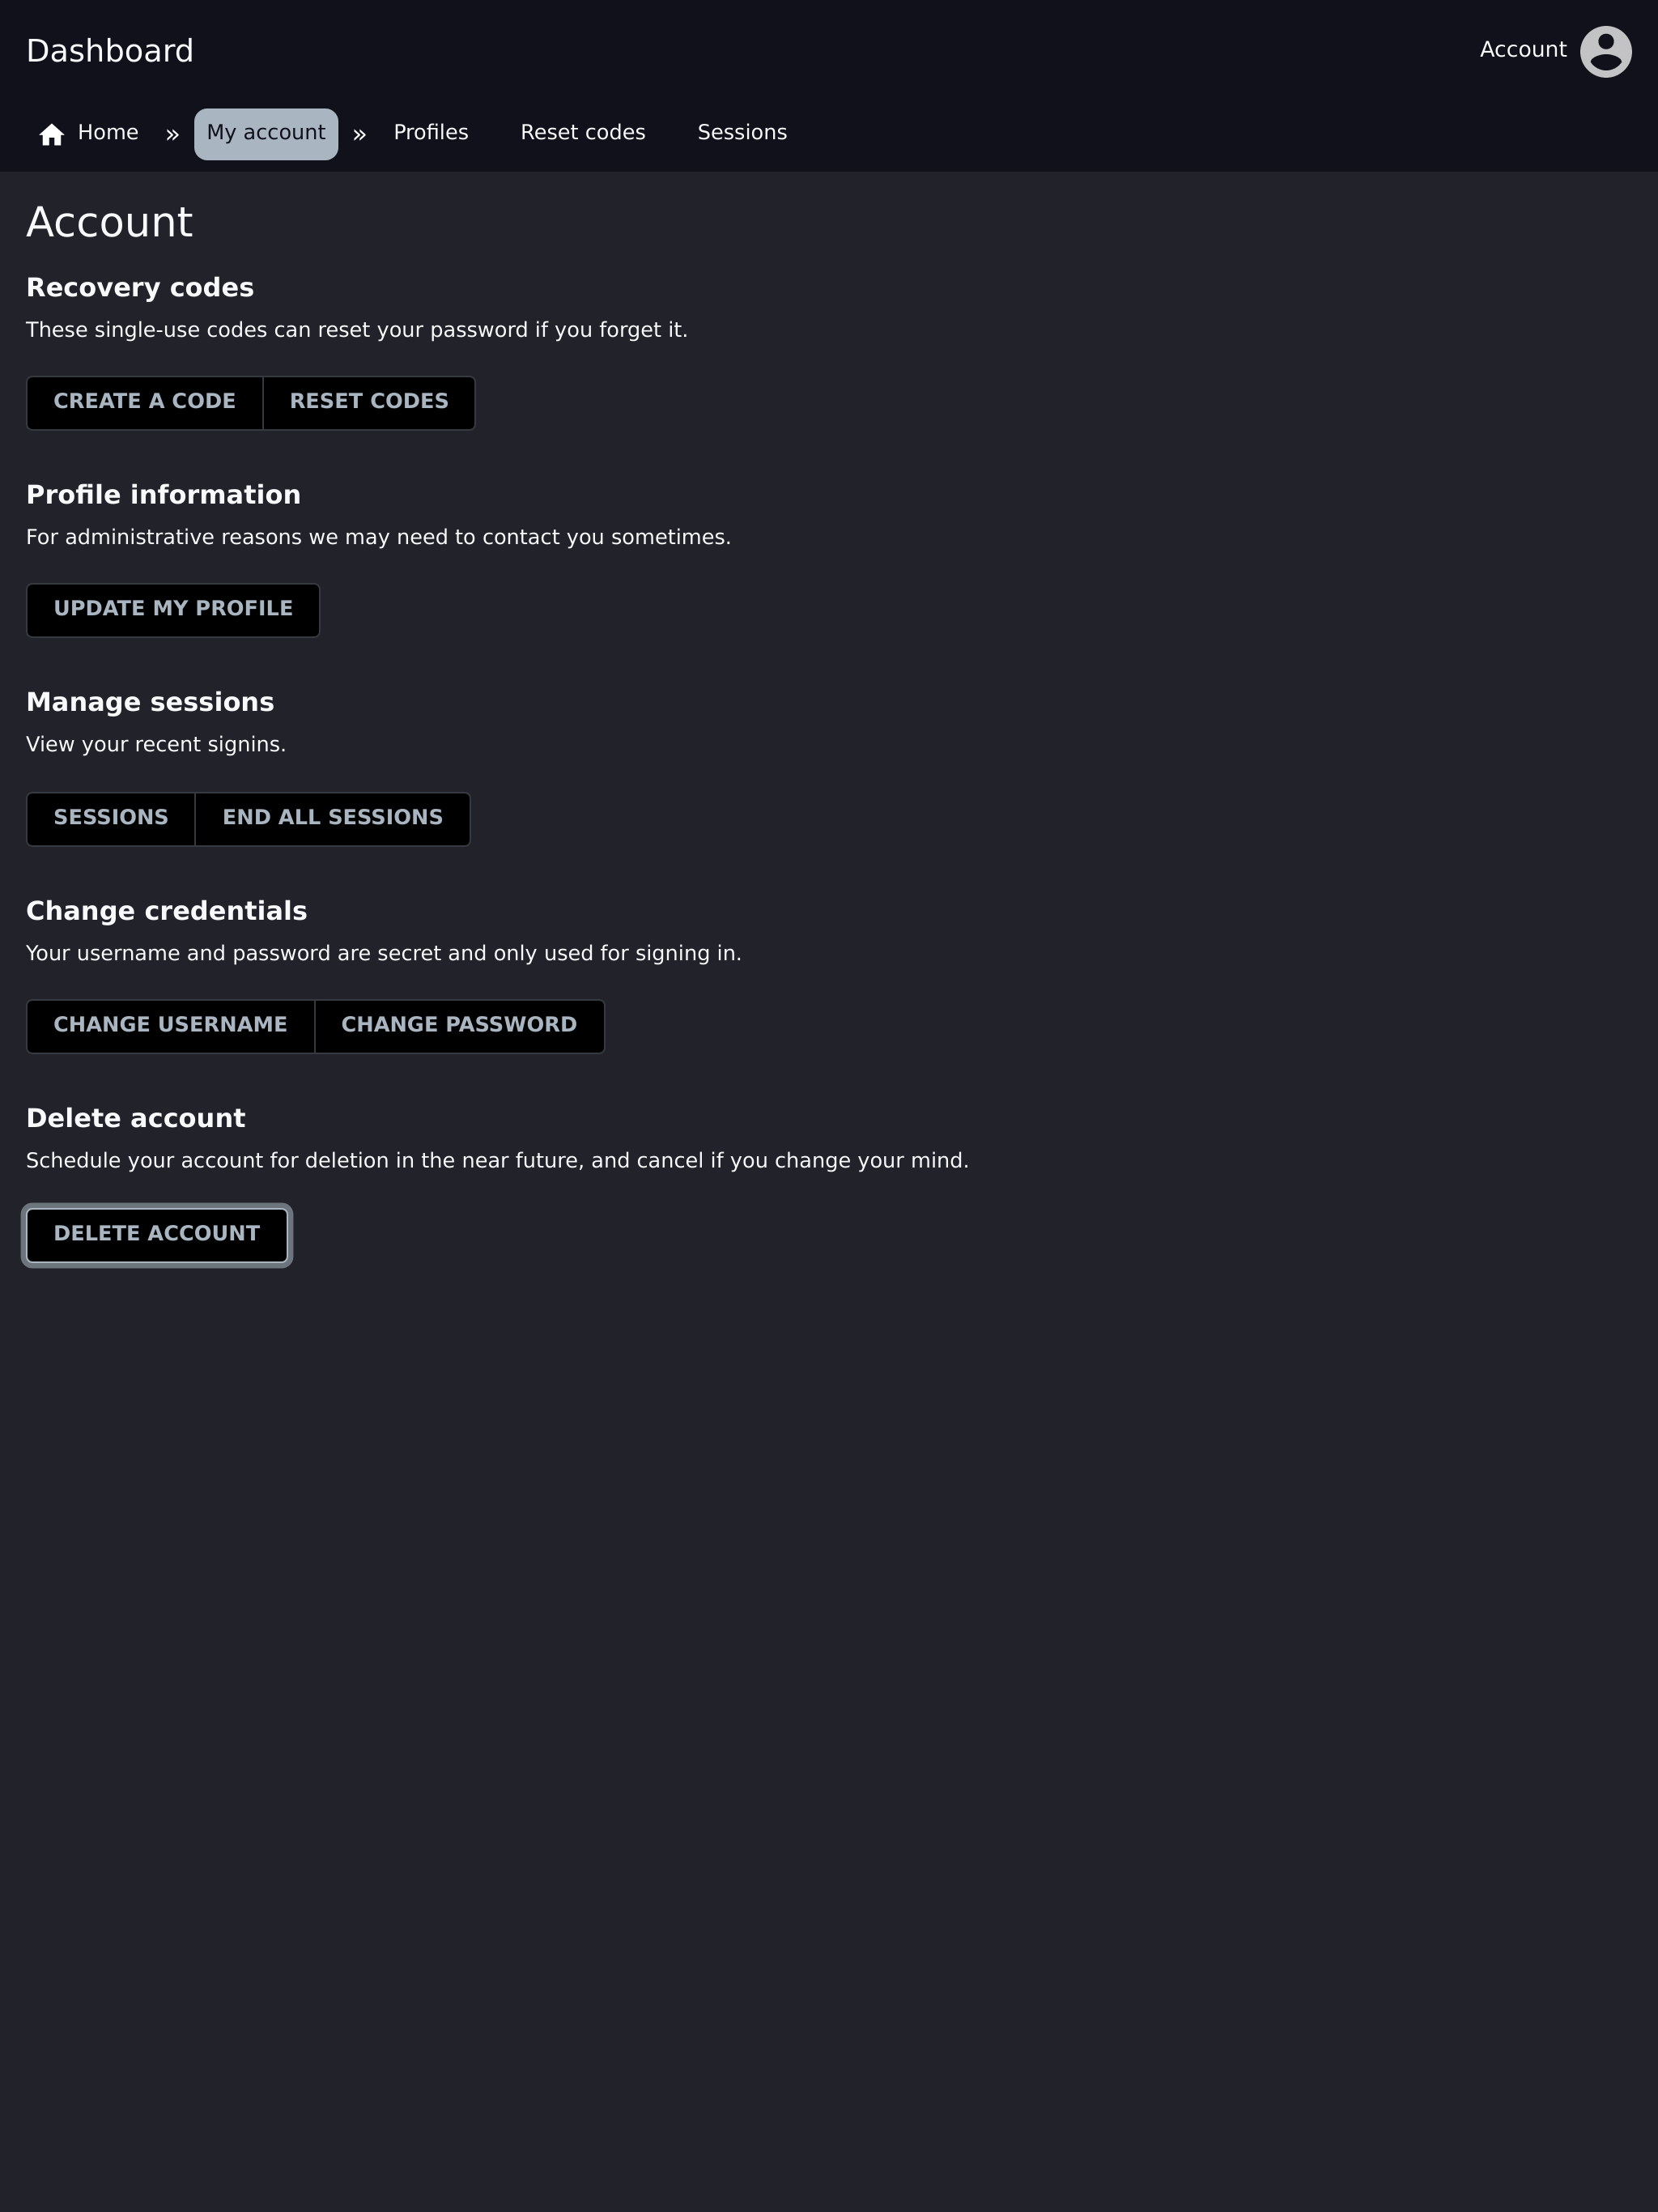 Dashboard
Account
Home » My account » Profiles Reset codes Sessions
Account
Recovery codes
These single-use codes can reset your password if you forget it.
CREATE A CODE RESET CODES
Profile information
For administrative reasons we may need to contact you sometimes.
UPDATE MY PROFILE
Manage sessions
View your recent signins.
SESSIONS END ALL SESSIONS
Change credentials
Your username and password are secret and only used for signing in.
CHANGE USERNAME CHANGE PASSWORD
Delete account
Schedule your account for deletion in the near future, and cancel if you change your mind.
DELETE ACCOUNT